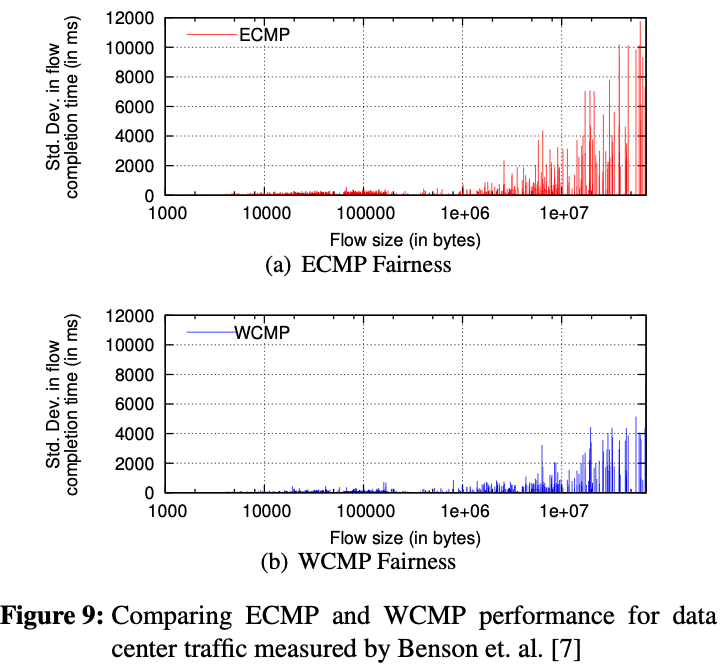 12000
10000
8000
6000
4000
2000
0
Std. Dev. in flow
completion time (in ms)
ECMP
1000 10000 100000 1e+06 1e+07
Flow size (in bytes)
(a) ECMP Fairness
12000
10000
8000
6000
4000
2000
0
Std. Dev. in flow
completion time (in ms)
WCMP
1000 10000 100000 1e+06 1e+07
Flow size (in bytes)
(b) WCMP Fairness
Figure 9: Comparing ECMP and WCMP performance for data
center traffic measured by Benson et. al. [7]